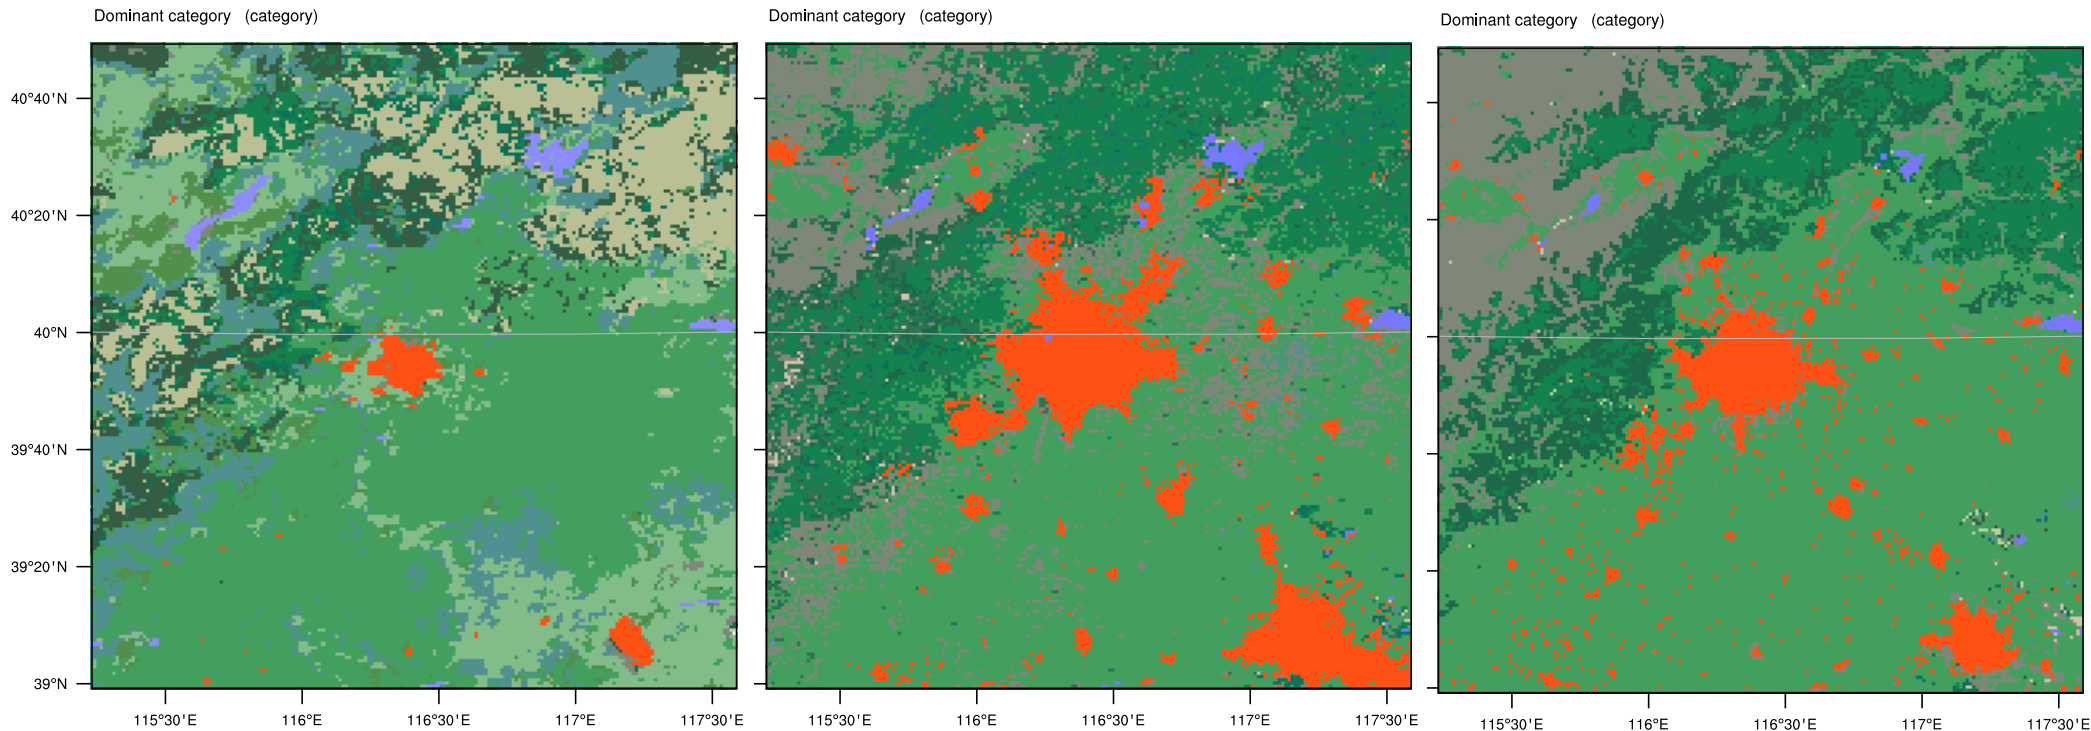 Dominant category (category)
Dominant category (category)
Dominant category (category)
40°40'N
40°20'N
40°N
39°40'N
39°20'N
39°N
115°30'E 116°E 116°30'E 117°E 117°30'E
115°30'E 116°E 116°30'E 117°E 117°30'E
115°30'E 116°E 116°30'E 117°E 117°30'E